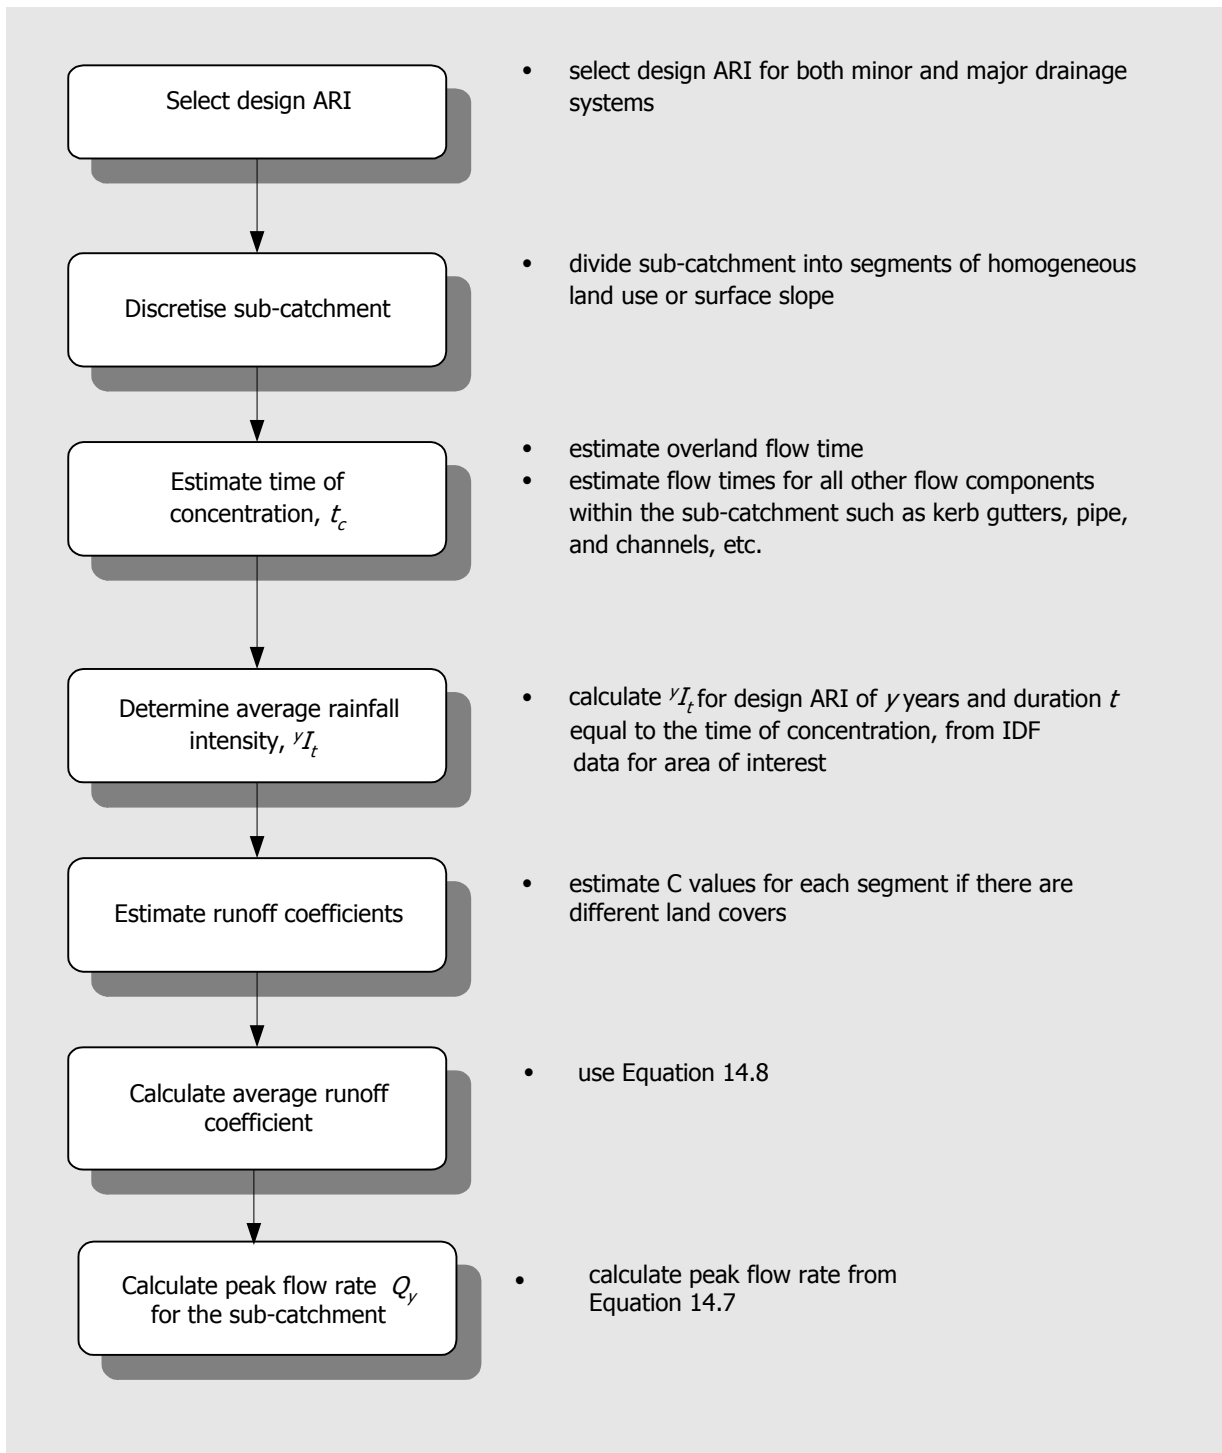 Select design ARI
• select design ARI for both minor and major drainage
systems
Discretise sub-catchment
• divide sub-catchment into segments of homogeneous
land use or surface slope
Estimate time of
concentration, t_c
• estimate overland flow time
• estimate flow times for all other flow components
within the sub-catchment such as kerb gutters, pipe,
and channels, etc.
Determine average rainfall
intensity, ^yI_t
• calculate ^yI_t for design ARI of y years and duration t
equal to the time of concentration, from IDF
data for area of interest
Estimate runoff coefficients
• estimate C values for each segment if there are
different land covers
Calculate average runoff
coefficient
• use Equation 14.8
Calculate peak flow rate Q_y
for the sub-catchment
• calculate peak flow rate from
Equation 14.7